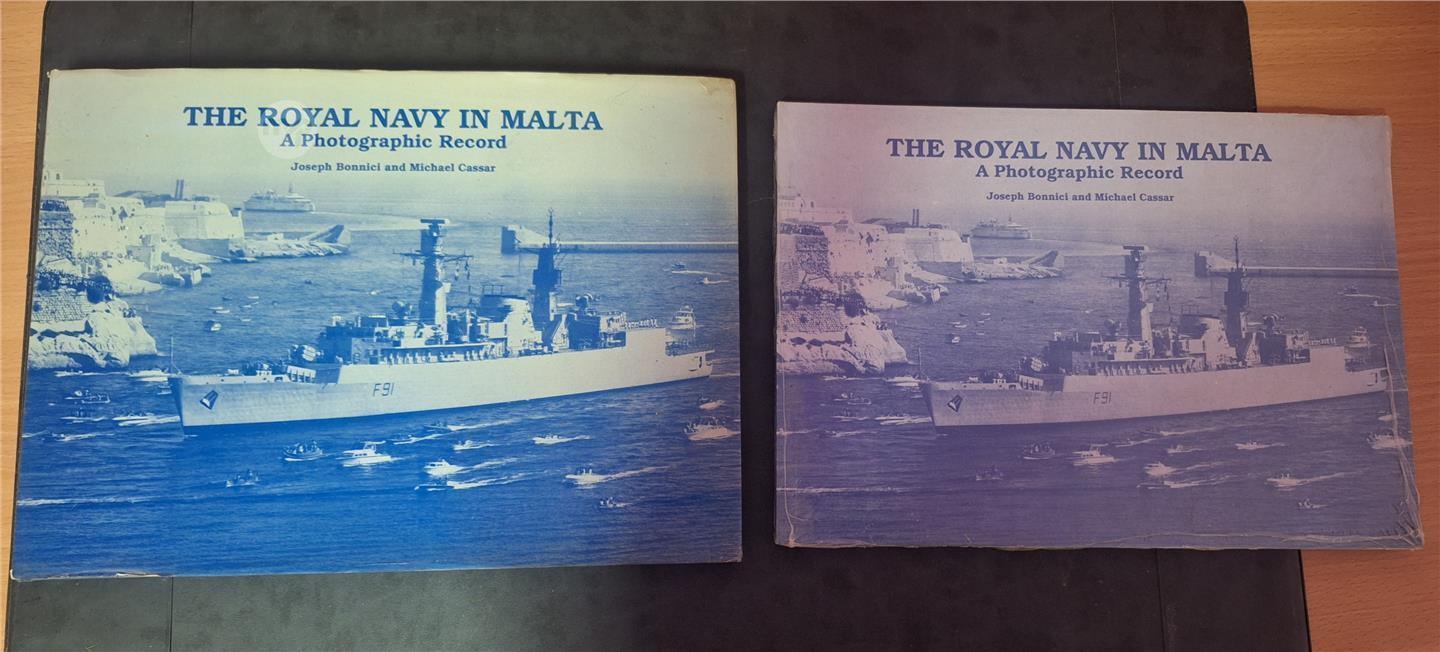 THE ROYAL NAVY IN MALTA
A Photographic Record
Joseph Bonnici and Michael Cassar
F91
THE ROYAL NAVY IN MALTA
A Photographic Record
Joseph Bonnici and Michael Cassar
F91